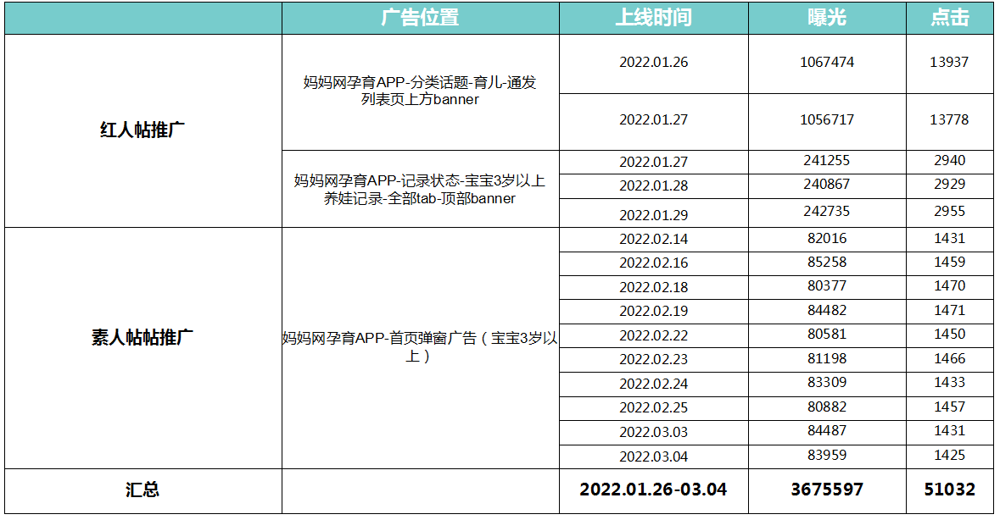 广告位置 上线时间 曝光 点击
红人帖推广
妈妈网孕育APP-分类话题-育儿-通发
列表页上方banner
2022.01.26 1067474 13937
2022.01.27 1056717 13778
妈妈网孕育APP-记录状态-宝宝3岁以上
养娃记录-全部tab-顶部banner
2022.01.27 241255 2940
2022.01.28 240867 2929
2022.01.29 242735 2955
素人帖帖推广
妈妈网孕育APP-首页弹窗广告（宝宝3岁以
上）
2022.02.14 82016 1431
2022.02.16 85258 1459
2022.02.18 80377 1470
2022.02.19 84482 1471
2022.02.22 80581 1450
2022.02.23 81198 1466
2022.02.24 83309 1433
2022.02.25 80882 1457
2022.03.03 84487 1431
2022.03.04 83959 1425
汇总 2022.01.26-03.04 3675597 51032